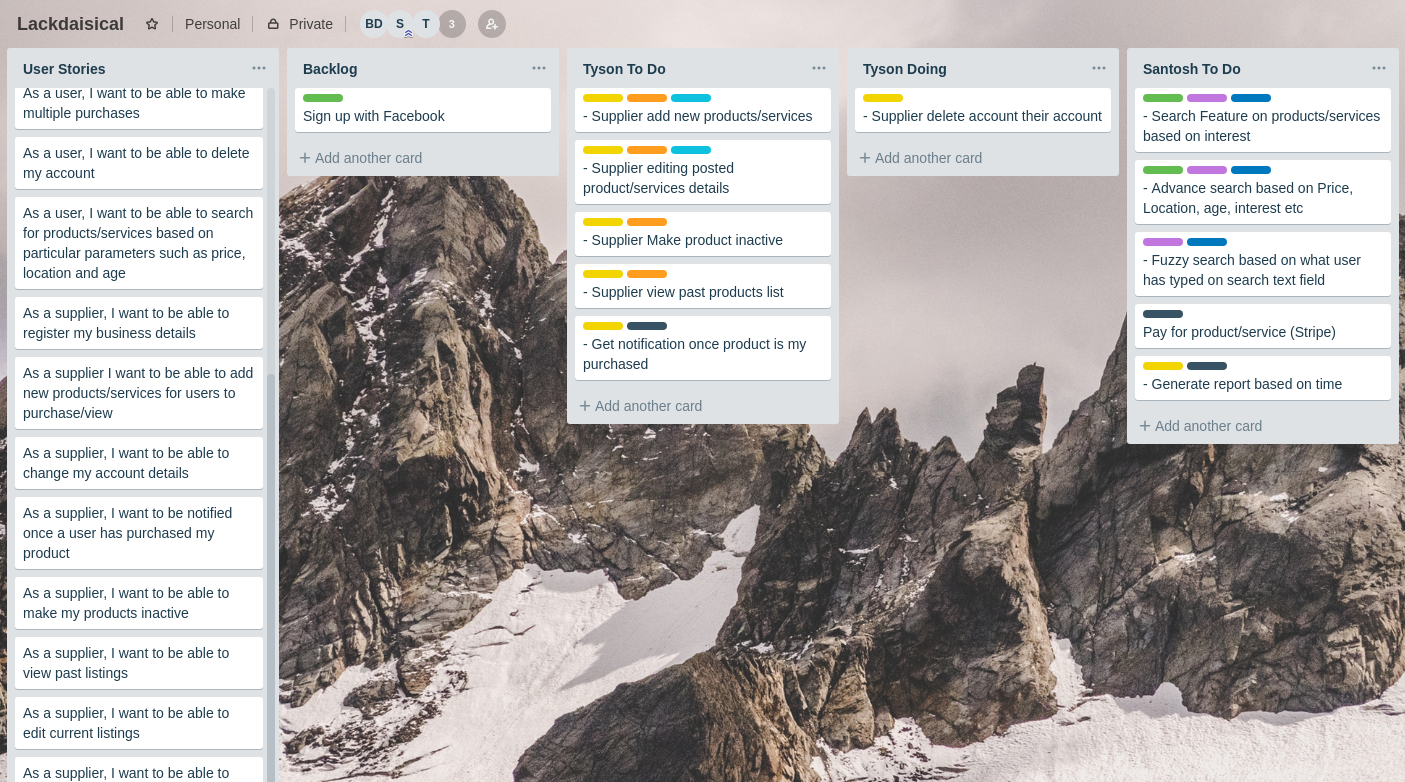 Lackdaisical
Personal
Private
BD
S
T
3
User Stories
As a user, I want to be able to make
multiple purchases
As a user, I want to be able to delete
my account
As a user, I want to be able to search
for products/services based on
particular parameters such as price,
location and age
As a supplier, I want to be able to
register my business details
As a supplier I want to be able to add
new products/services for users to
purchase/view
As a supplier, I want to be able to
change my account details
As a supplier, I want to be notified
once a user has purchased my
product
As a supplier, I want to be able to
make my products inactive
As a supplier, I want to be able to
view past listings
As a supplier, I want to be able to
edit current listings
As a supplier, I want to be able to
Backlog
Sign up with Facebook
+ Add another card
Tyson To Do
- Supplier add new products/services
- Supplier editing posted
product/services details
- Supplier Make product inactive
- Supplier view past products list
- Get notification once product is my
purchased
+ Add another card
Tyson Doing
- Supplier delete account their account
+ Add another card
Santosh To Do
- Search Feature on products/services
based on interest
- Advance search based on Price,
Location, age, interest etc
- Fuzzy search based on what user
has typed on search text field
Pay for product/service (Stripe)
- Generate report based on time
+ Add another card